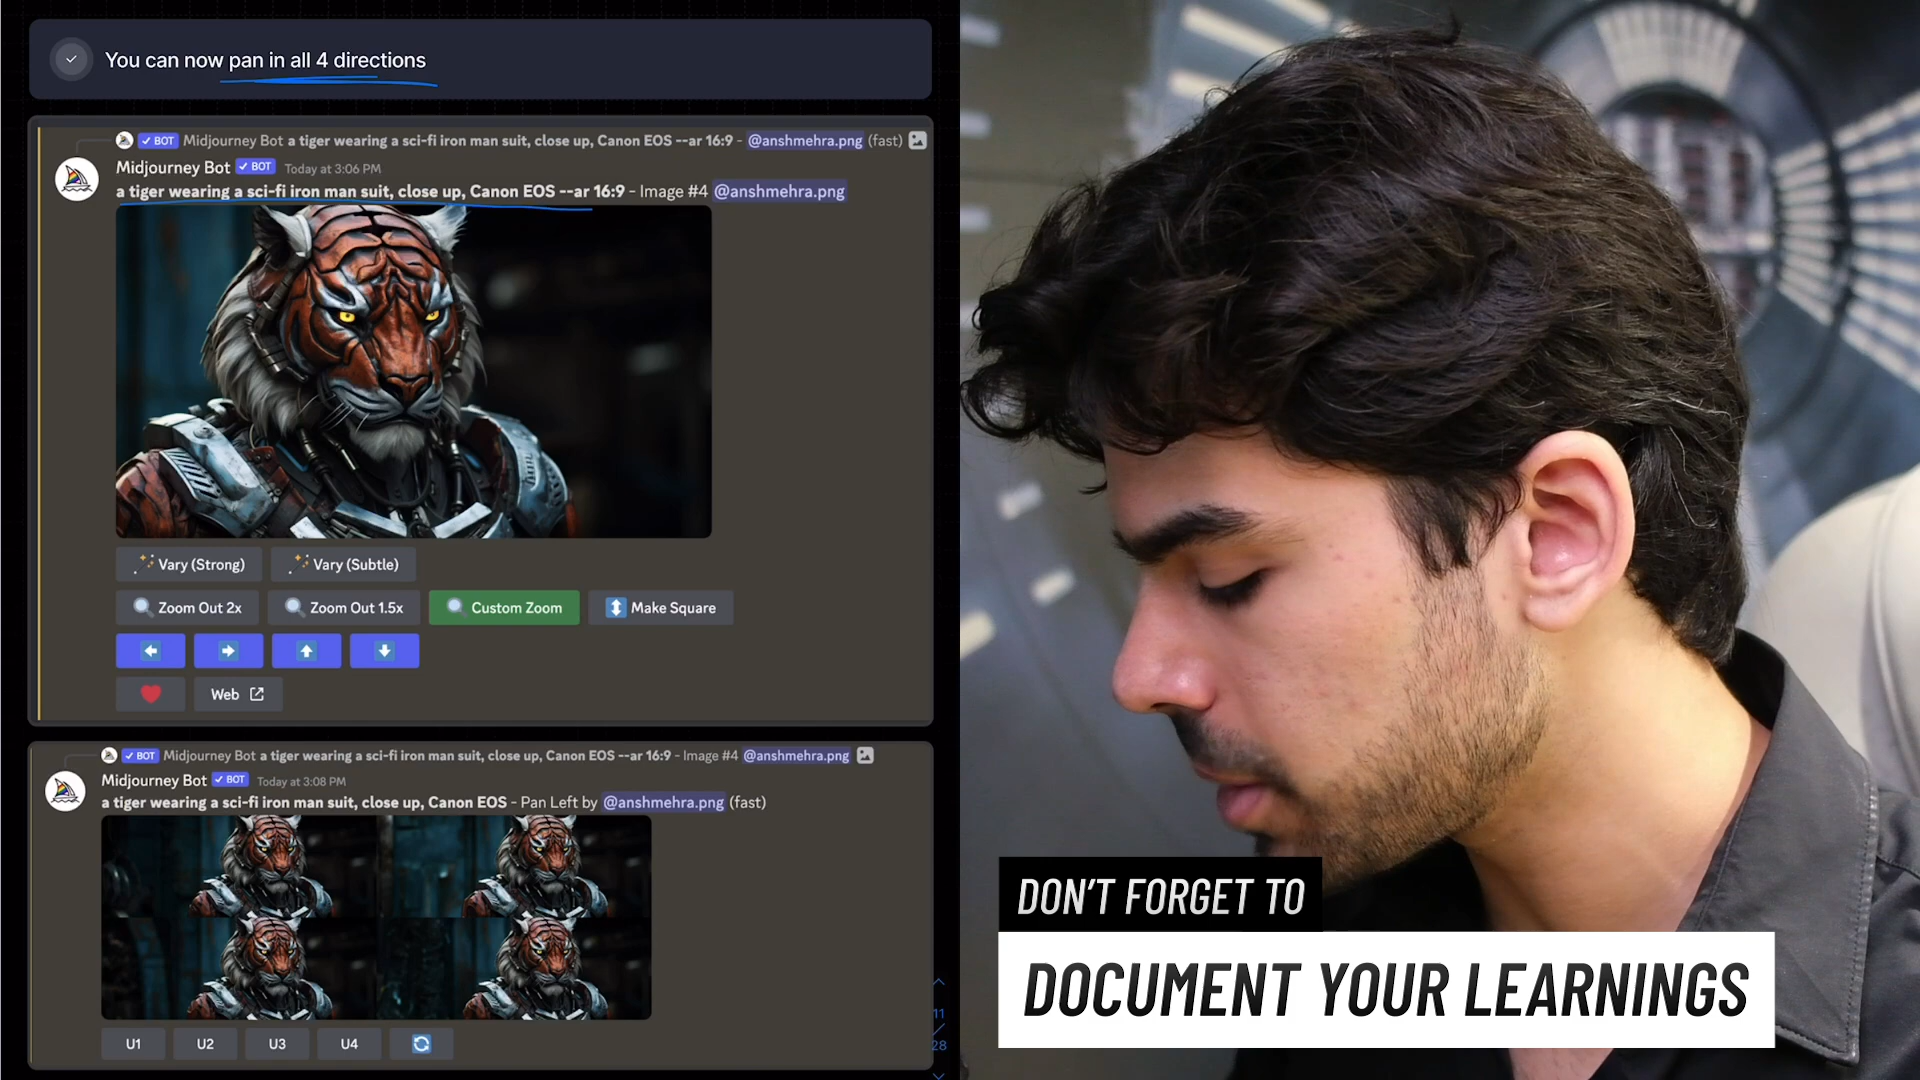 You can now pan in all 4 directions
BOT Midjourney Bot a tiger wearing a sci-fi iron man suit, close up, Canon EOS --ar 16:9 - @anshmehra.png (fast)
Midjourney Bot BOT Today at 3:06 PM
a tiger wearing a sci-fi iron man suit, close up, Canon EOS --ar 16:9 - Image #4 @anshmehra.png
Vary (Strong) Vary (Subtle)
Zoom Out 2x Zoom Out 1.5x Custom Zoom Make Square
Web
BOT Midjourney Bot a tiger wearing a sci-fi iron man suit, close up, Canon EOS --ar 16:9 - Image #4 @anshmehra.png
Midjourney Bot BOT Today at 3:08 PM
a tiger wearing a sci-fi iron man suit, close up, Canon EOS - Pan Left by @anshmehra.png (fast)
U1 U2 U3 U4
11
28
DON'T FORGET TO
DOCUMENT YOUR LEARNINGS